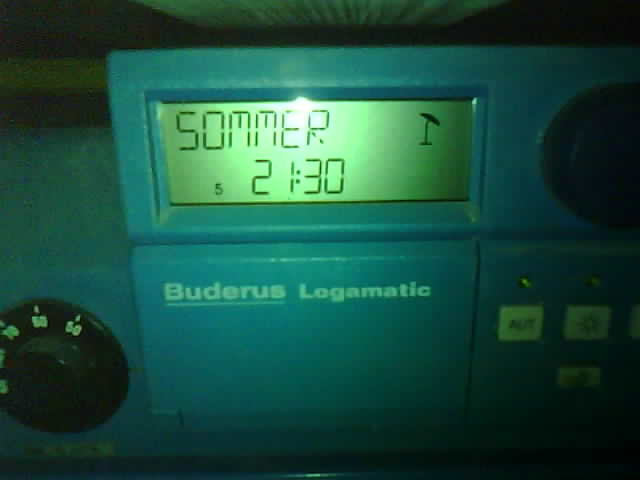 SOMMER
5 21:30
Buderus Logamatic
AUT